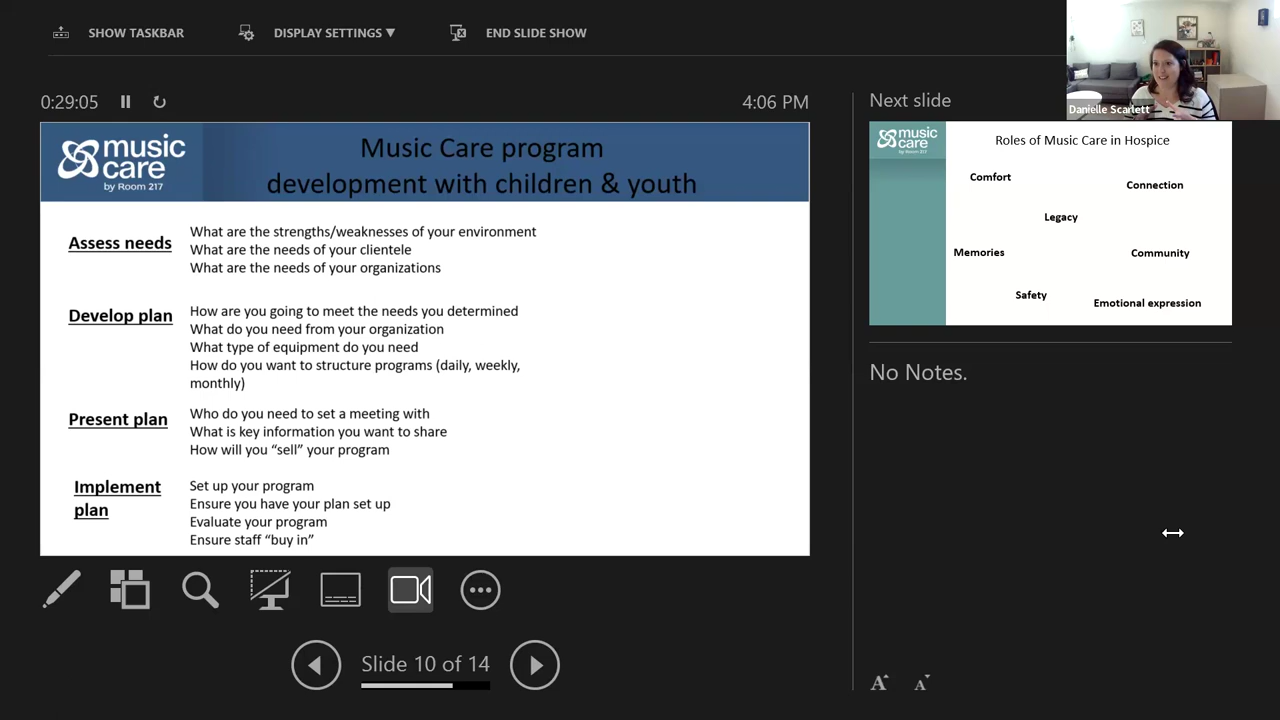 SHOW TASKBAR
DISPLAY SETTINGS ▼
END SLIDE SHOW
0:29:05
4:06 PM
music
care
by Room 217
Music Care program
development with children & youth
Assess needs
What are the strengths/weaknesses of your environment
What are the needs of your clientele
What are the needs of your organizations
Develop plan
How are you going to meet the needs you determined
What do you need from your organization
What type of equipment do you need
How do you want to structure programs (daily, weekly,
monthly)
Present plan
Who do you need to set a meeting with
What is key information you want to share
How will you “sell” your program
Implement
plan
Set up your program
Ensure you have your plan set up
Evaluate your program
Ensure staff “buy in”
Slide 10 of 14
Danielle Scarlett
Next slide
music
care
by Room 217
Roles of Music Care in Hospice
Comfort
Connection
Legacy
Memories
Community
Safety
Emotional expression
No Notes.
A
A